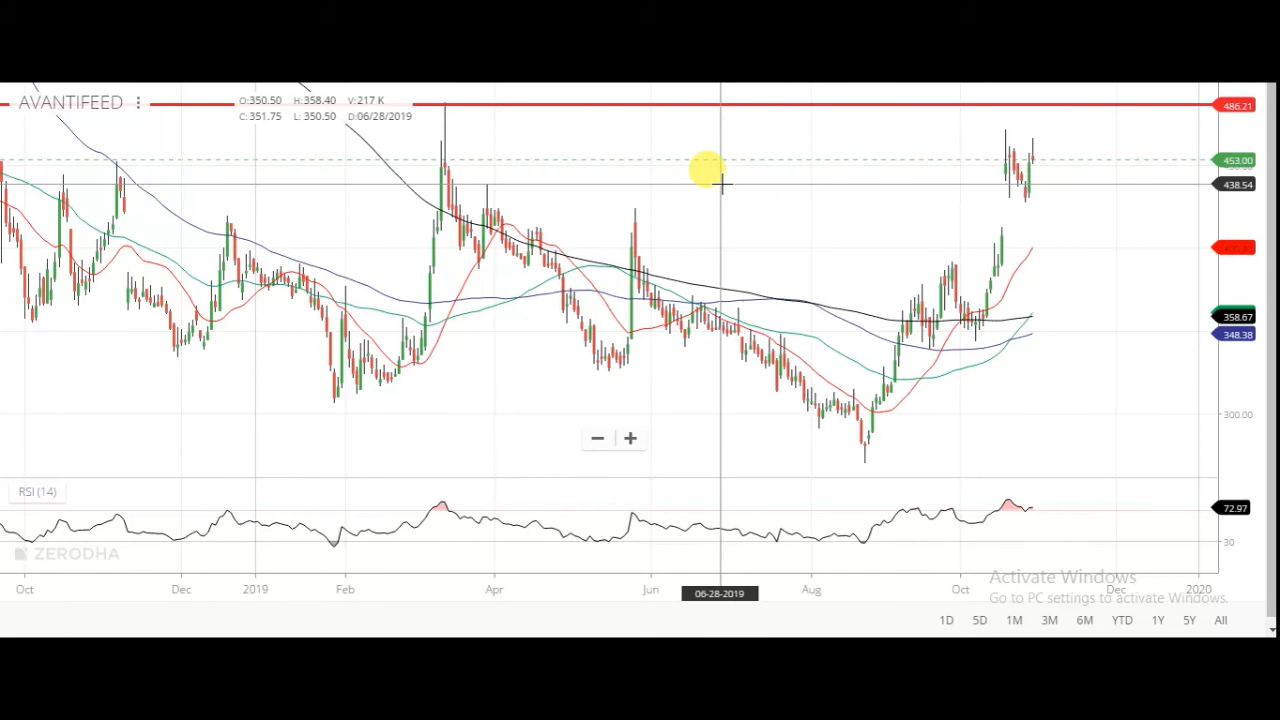 AVANTIFEED
O:350.50 H:358.40 V:217 K
C:351.75 L: 350.50 D:06/28/2019
486.21
453.00
438.54
358.67
348.38
300.00
RSI (14)
72.97
30
ZERODHA
Oct Dec 2019 Feb Apr Jun 06-28-2019 Aug Oct Dec 2020
Activate Windows
Go to PC settings to activate Windows.
1D 5D 1M 3M 6M YTD 1Y 5Y All